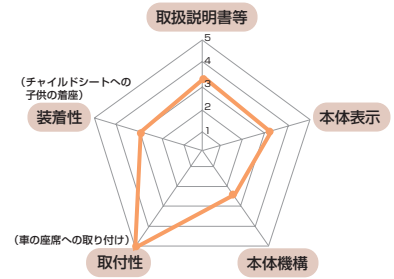 取扱説明書等
5
4
3
2
1
(チャイルドシートへの
子供の着座)
装着性
本体表示
(車の座席への取り付け)
取付性
本体機構